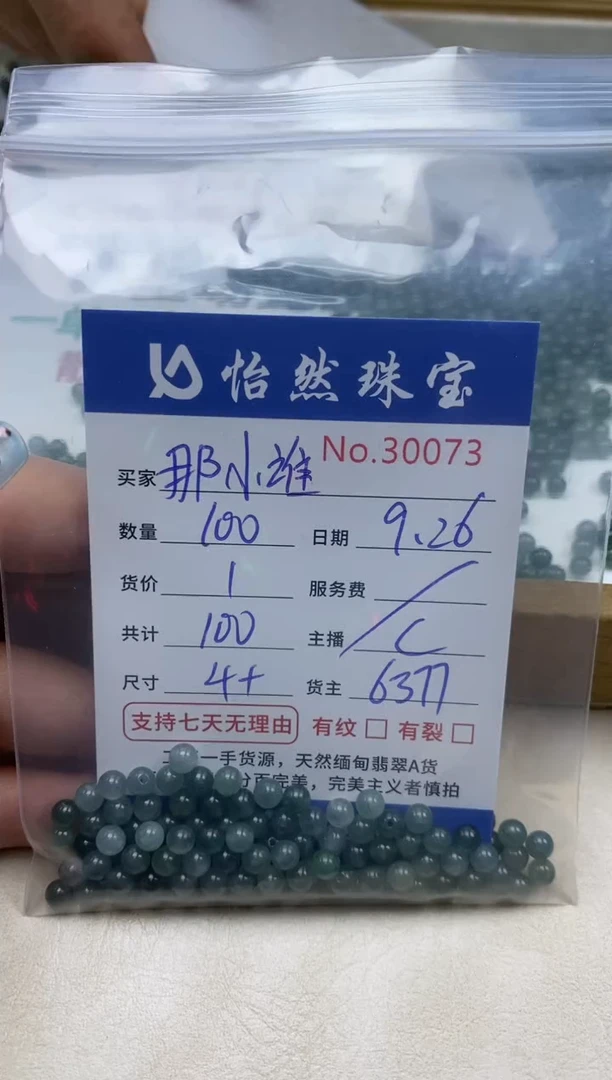 怡然珠宝
No.30073
买家 那小雄
数量 100 日期 9.26
货价 1 服务费 /
共计 100 主播 C
尺寸 4+ 货主 6377
支持七天无理由 有纹 有裂
一手货源，天然缅甸翡翠A货
完美，完美主义者慎拍